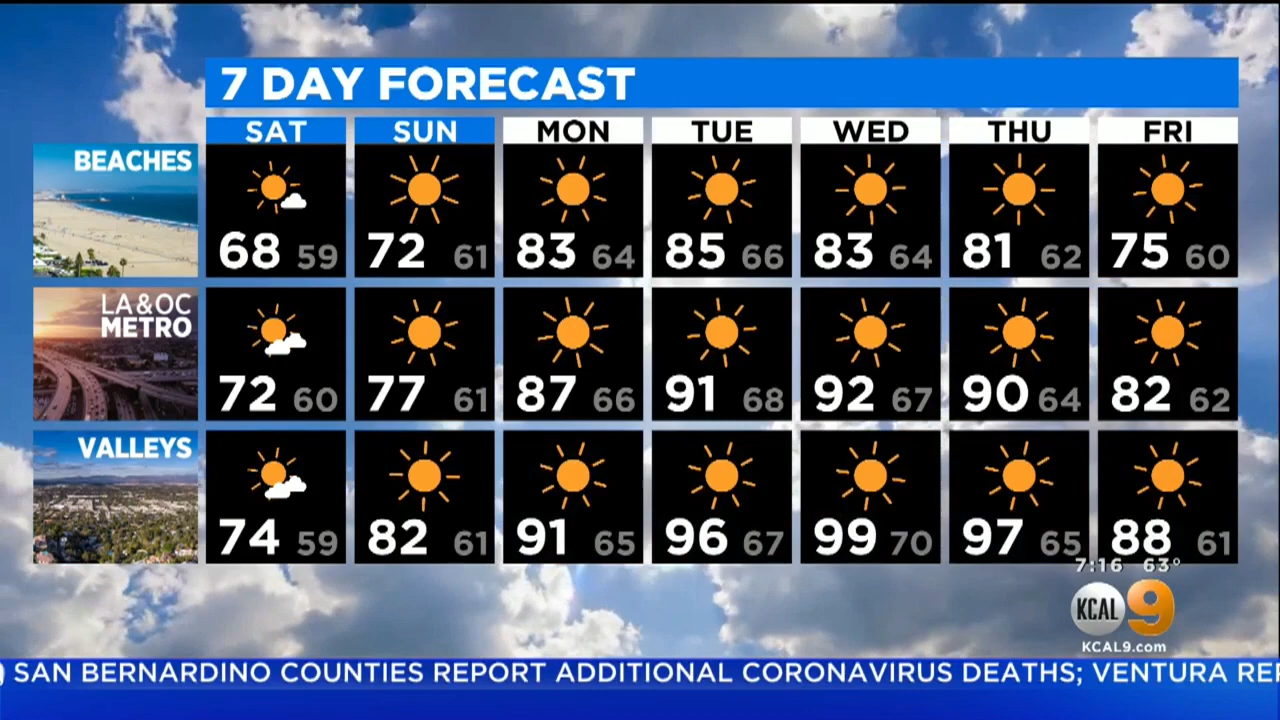 7 DAY FORECAST
SAT SUN MON TUE WED THU FRI
BEACHES
68 59 72 61 83 64 85 66 83 64 81 62 75 60
LA&OC
METRO
72 60 77 61 87 66 91 68 92 67 90 64 82 62
VALLEYS
74 59 82 61 91 65 96 67 99 70 97 65 88 61
7:16 63°
KCAL 9
KCAL9.com
SAN BERNARDINO COUNTIES REPORT ADDITIONAL CORONAVIRUS DEATHS; VENTURA